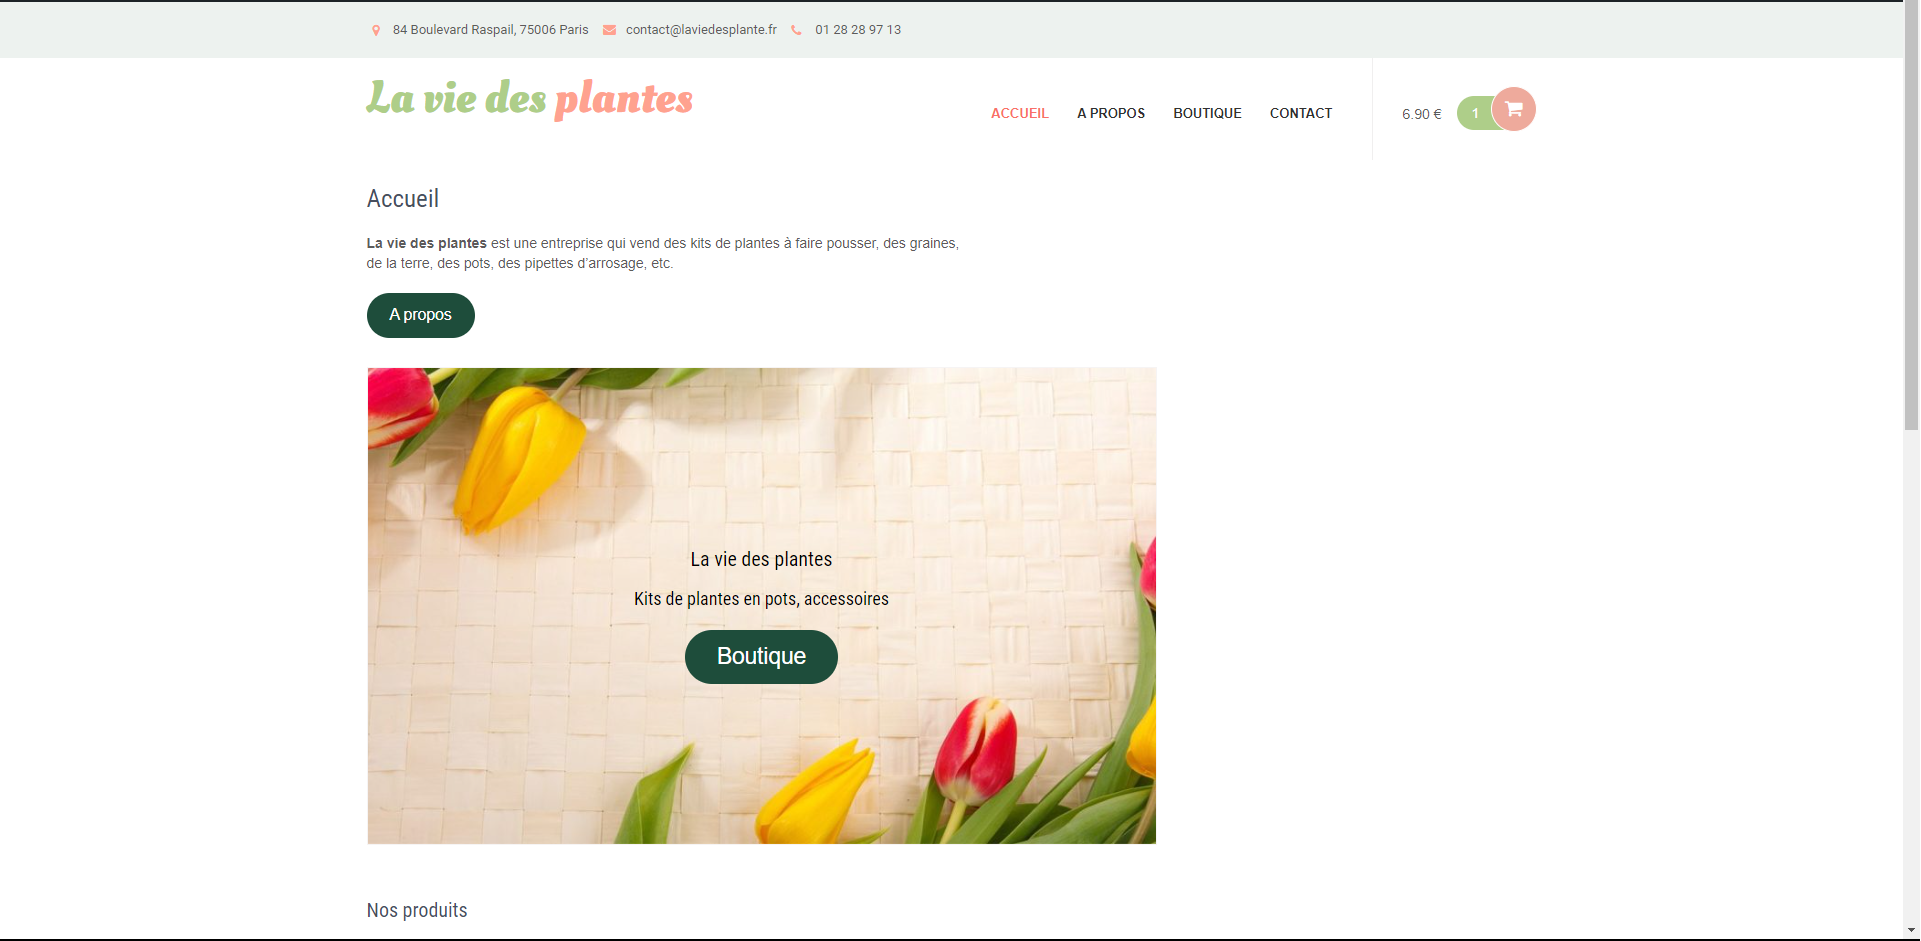 84 Boulevard Raspail, 75006 Paris contact@laviedesplante.fr 01 28 28 97 13
La vie des plantes
ACCUEIL A PROPOS BOUTIQUE CONTACT 6.90 € 1
Accueil
La vie des plantes est une entreprise qui vend des kits de plantes à faire pousser, des graines,
de la terre, des pots, des pipettes d’arrosage, etc.
A propos
La vie des plantes
Kits de plantes en pots, accessoires
Boutique
Nos produits